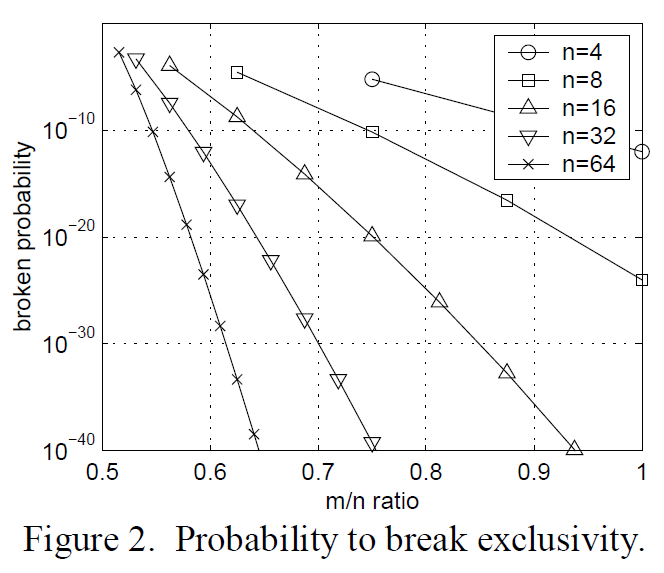 n=4
n=8
n=16
n=32
n=64
10⁻¹⁰
10⁻²⁰
10⁻³⁰
10⁻⁴⁰
broken probability
0.5 0.6 0.7 0.8 0.9 1
m/n ratio
Figure 2. Probability to break exclusivity.